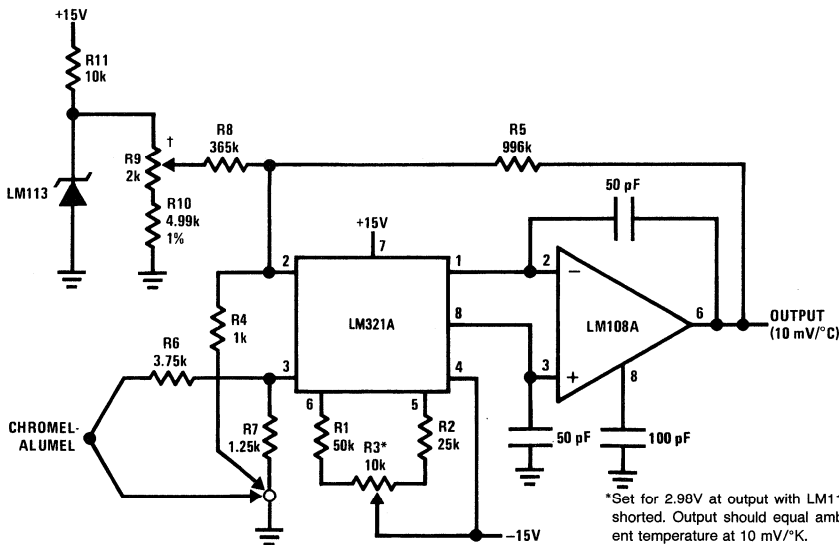 +15V
R11
10k
†
R9
2k
R8
365k
R5
996k
LM113
R10
4.99k
1%
50 pF
+15V
7
2
1
2
−
R4
1k
LM321A
8
LM108A
6
OUTPUT
(10 mV/°C)
R6
3.75k
3
4
3
+
8
6
5
CHROMEL-
ALUMEL
R7
1.25k
R1
50k
R3*
10k
R2
25k
50 pF
100 pF
−15V
*Set for 2.98V at output with LM11
shorted. Output should equal amb
ent temperature at 10 mV/°K.